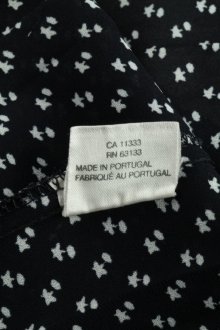 CA 11333
RN 63133
MADE IN PORTUGAL
FABRIQUÉ AU PORTUGAL